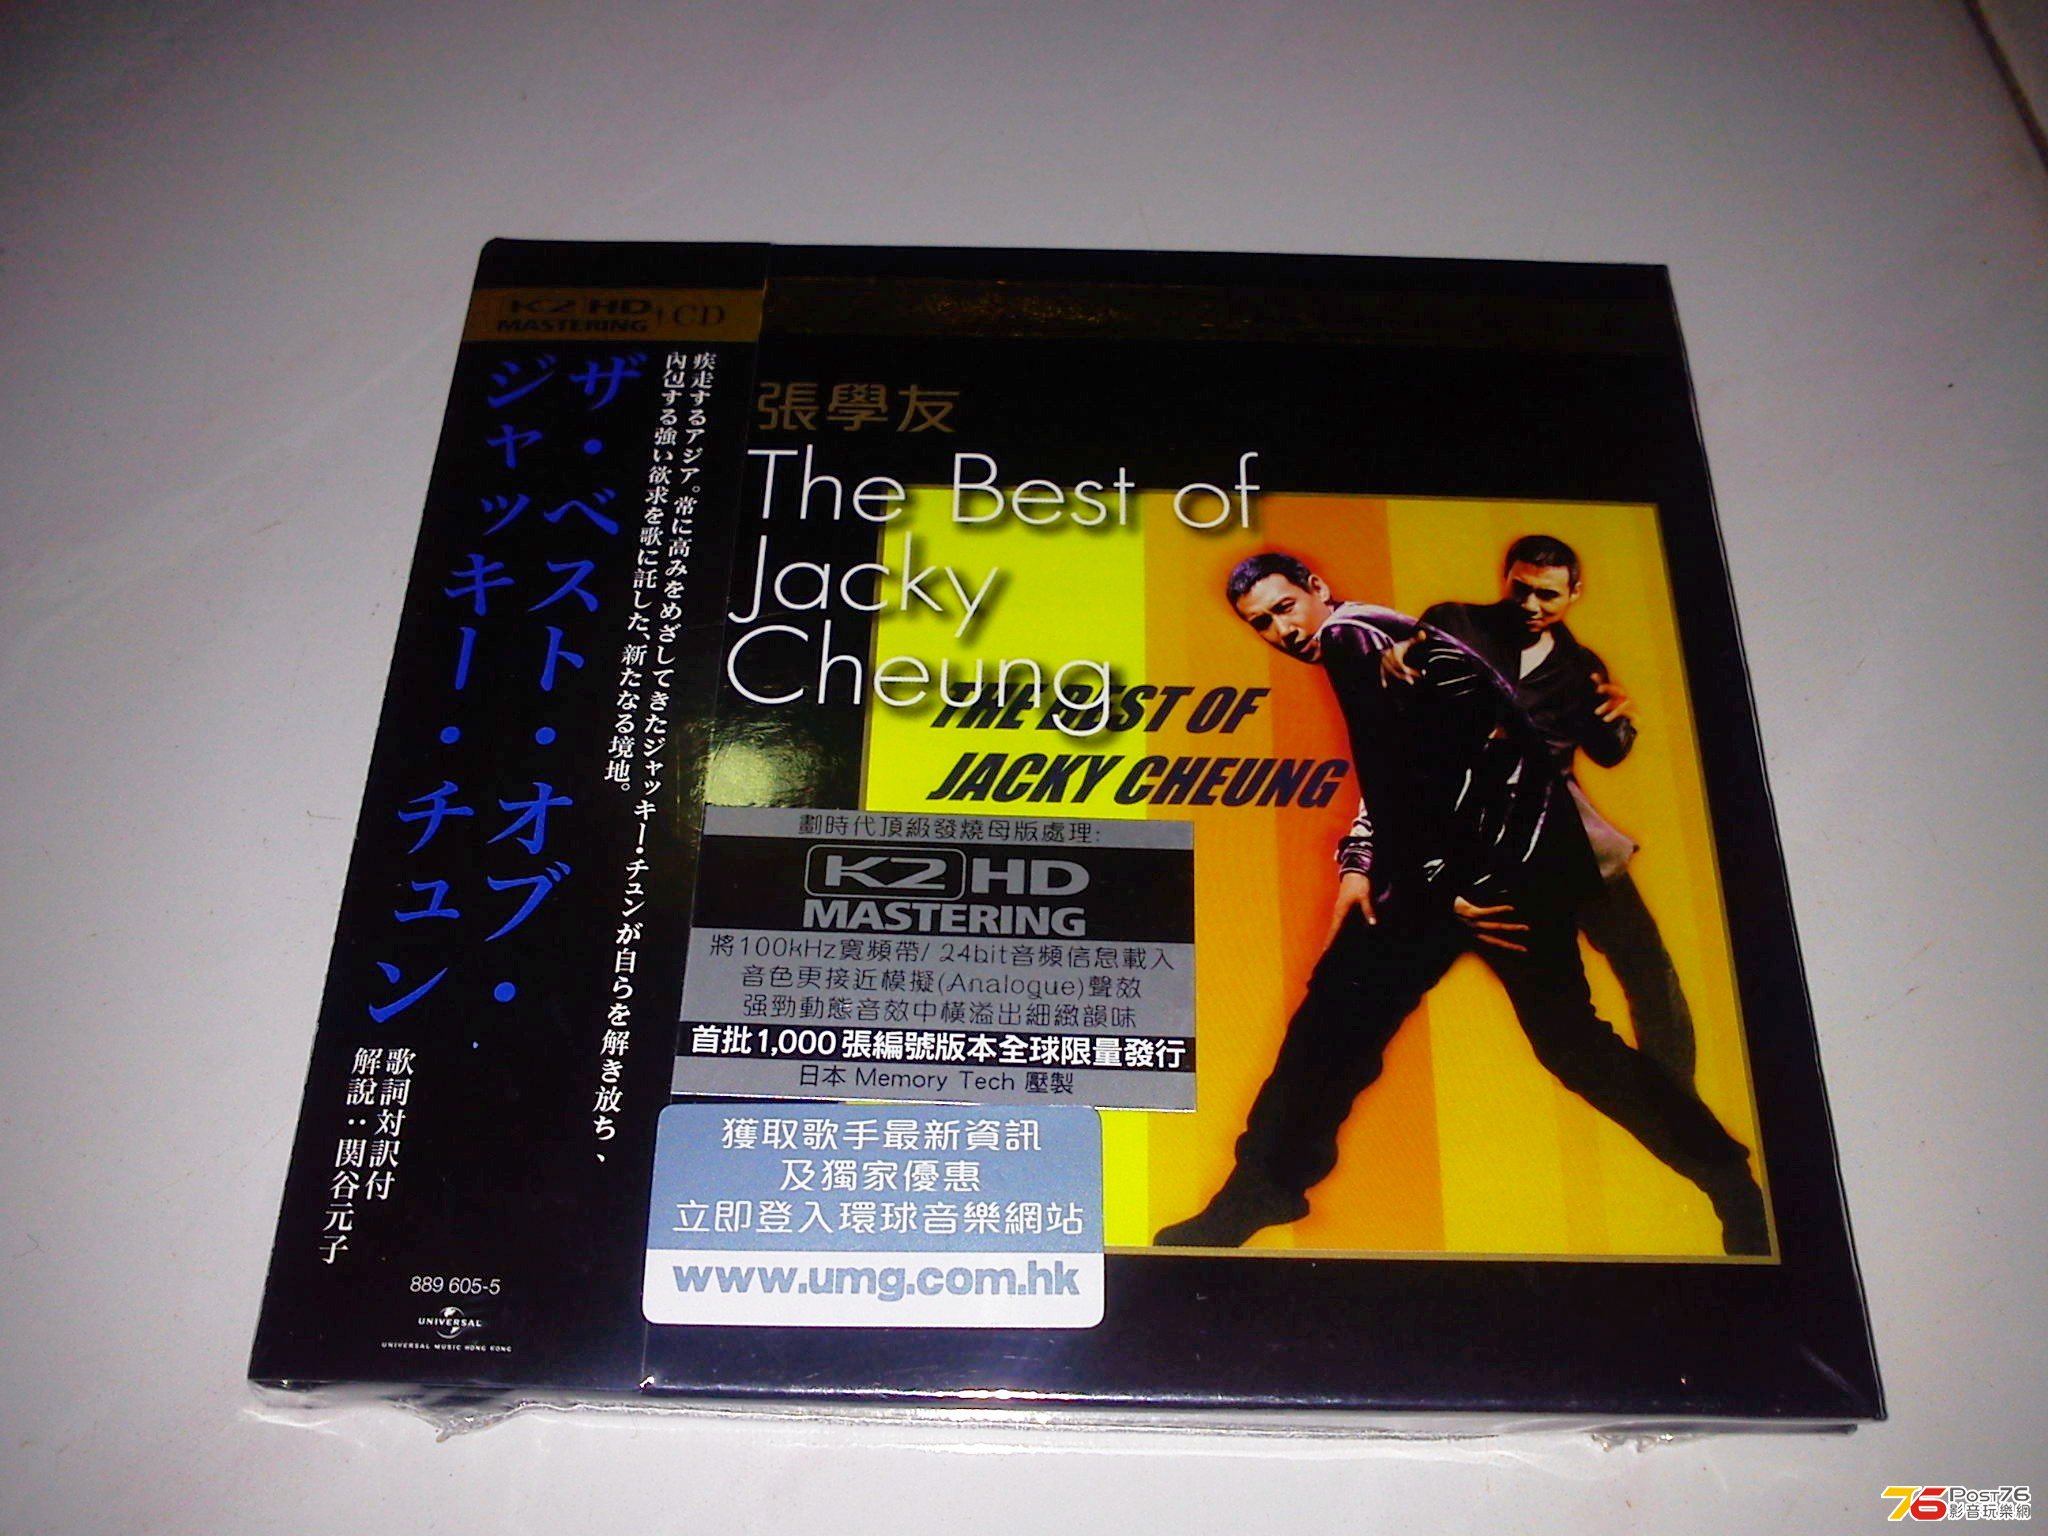 K2 HD
MASTERING + CD
ザ・ベスト・オブ・
ジャッキー・チュン
疾走するアジア。常に高みをめざしてきたジャッキー・チュンが自らを解き放ち、
內包する強い欲求を歌に託した、新たなる境地。
歌詞対訳付
解說:関谷元子
889 605-5
UNIVERSAL
UNIVERSAL MUSIC HONG KONG
張學友
The Best of
Jacky
Cheung
THE BEST OF
JACKY CHEUNG
劃時代頂級發燒母版處理:
K2 HD
MASTERING
將100kHz寬頻帶/ 24bit音頻信息載入
音色更接近模擬(Analogue)聲效
强勁動態音效中橫溢出細緻韻味
首批1,000張編號版本全球限量發行
日本 Memory Tech 壓製
獲取歌手最新資訊
及獨家優惠
立即登入環球音樂網站
www.umg.com.hk
76 Post76
影音玩樂網